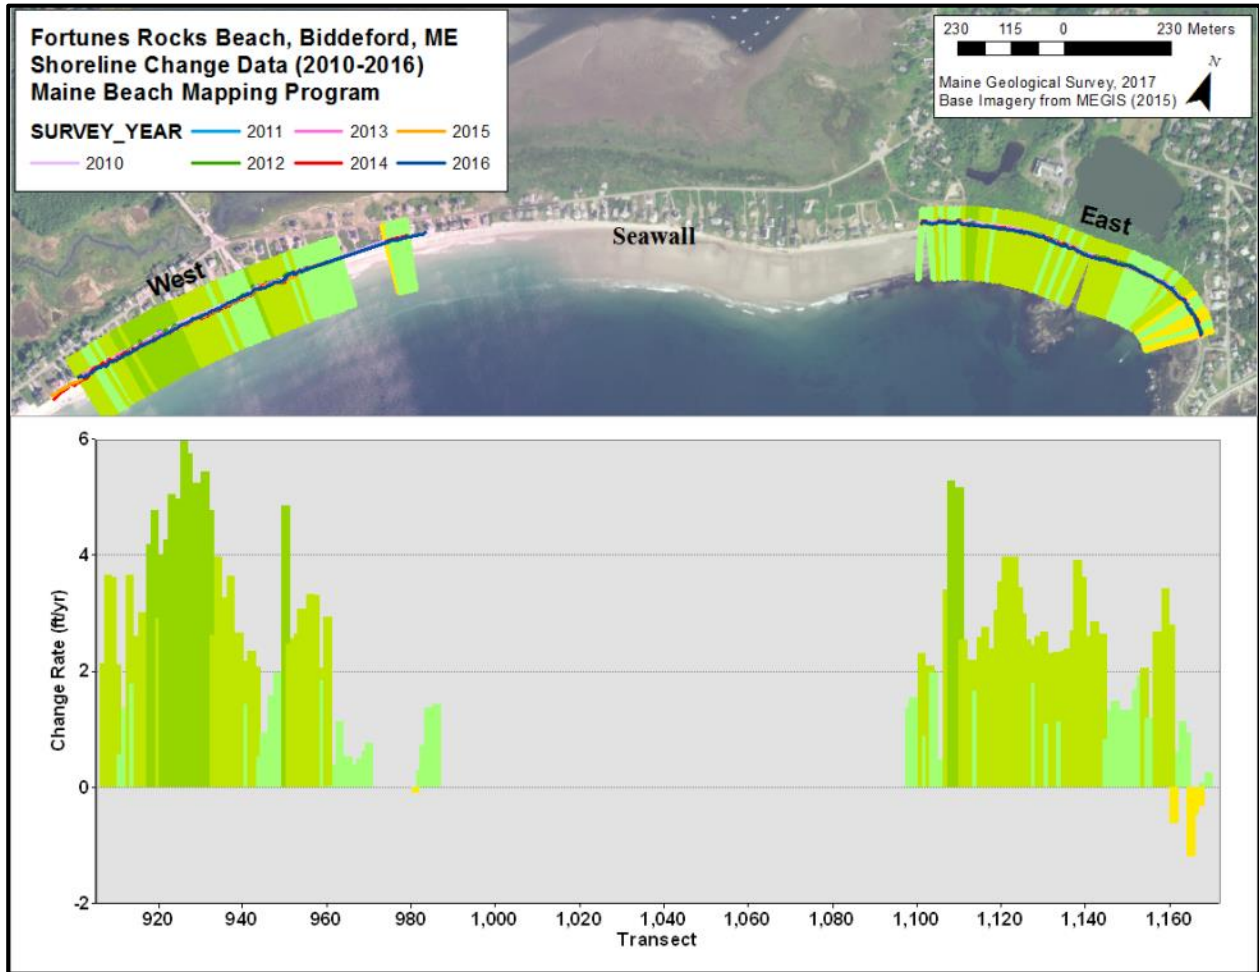 Fortunes Rocks Beach, Biddeford, ME
Shoreline Change Data (2010-2016)
Maine Beach Mapping Program
SURVEY_YEAR 2011 2013 2015
2010 2012 2014 2016
230 115 0 230 Meters
N
Maine Geological Survey, 2017
Base Imagery from MEGIS (2015)
West
Seawall
East
6
4
2
0
-2
Change Rate (ft/yr)
920 940 960 980 1,000 1,020 1,040 1,060 1,080 1,100 1,120 1,140 1,160
Transect